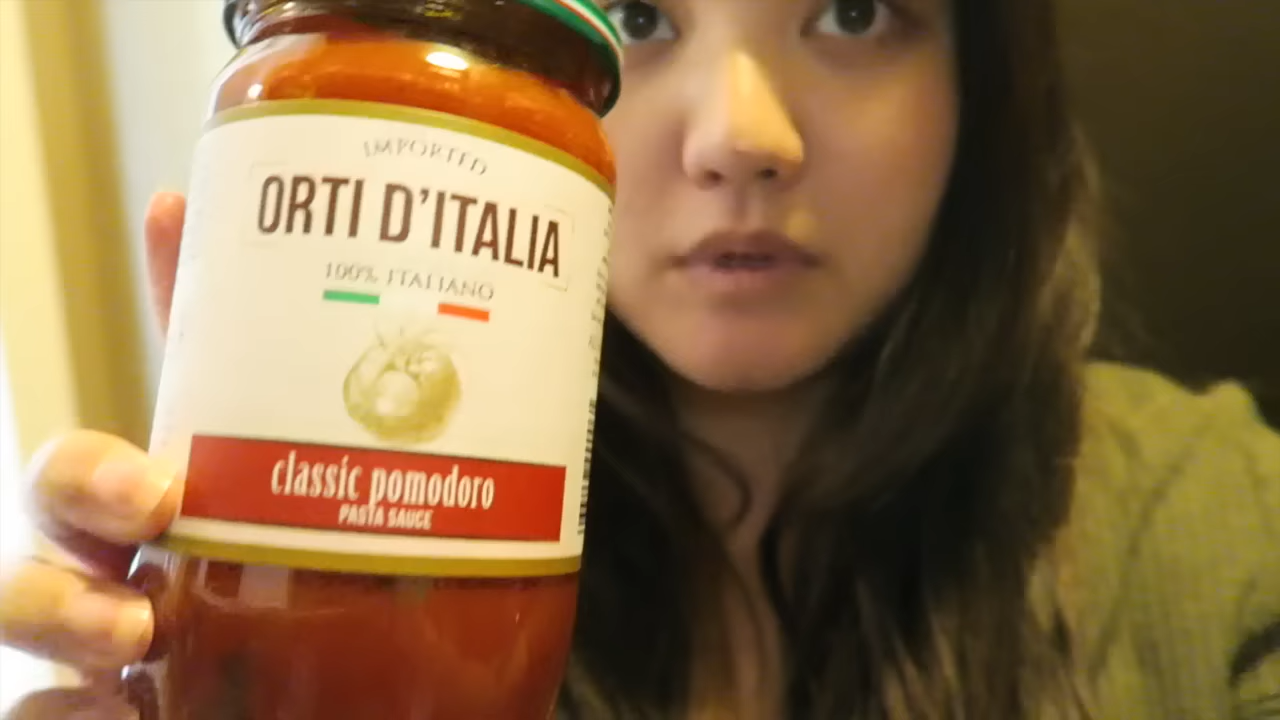 IMPORTED
ORTI D'ITALIA
100% ITALIANO
classic pomodoro
PASTA SAUCE